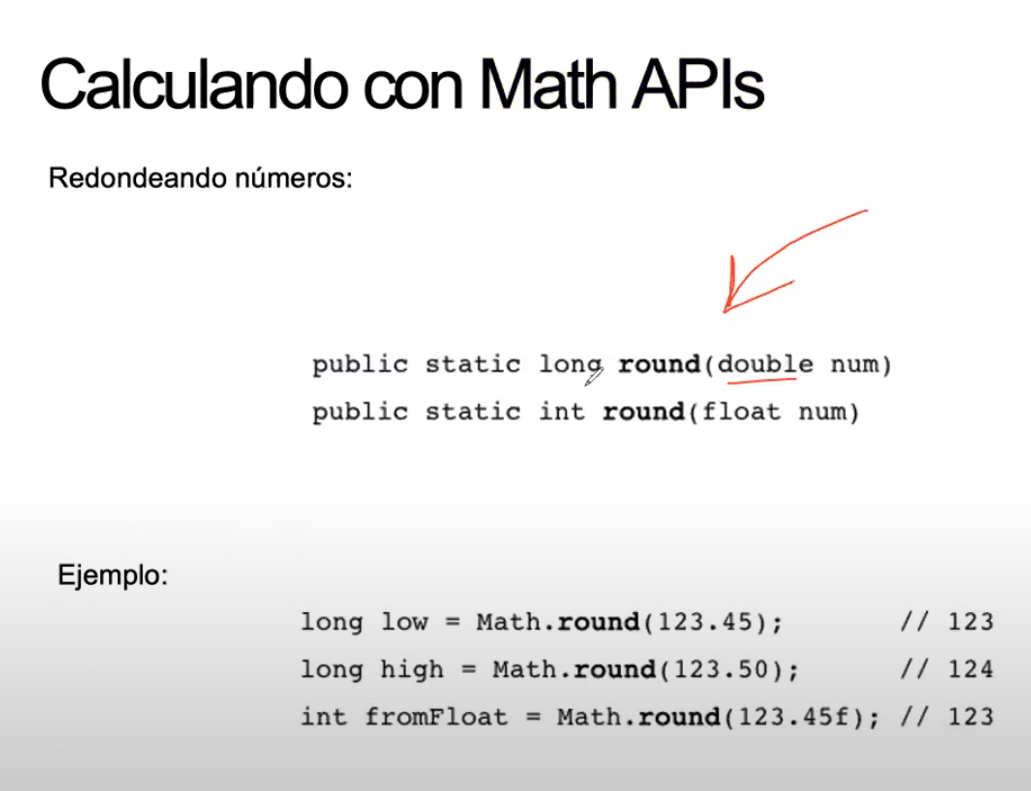 Calculando con Math APIs
Redondeando números:
public static long round(double num)
public static int round(float num)
Ejemplo:
long low = Math.round(123.45); // 123
long high = Math.round(123.50); // 124
int fromFloat = Math.round(123.45f); // 123